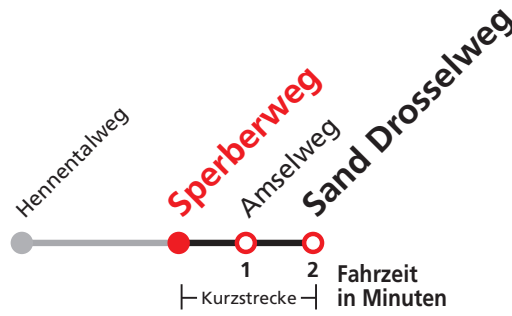 Hennentalweg
Sperberweg
Amselweg
Sand Drosselweg
1
2
Fahrzeit
in Minuten
Kurzstrecke